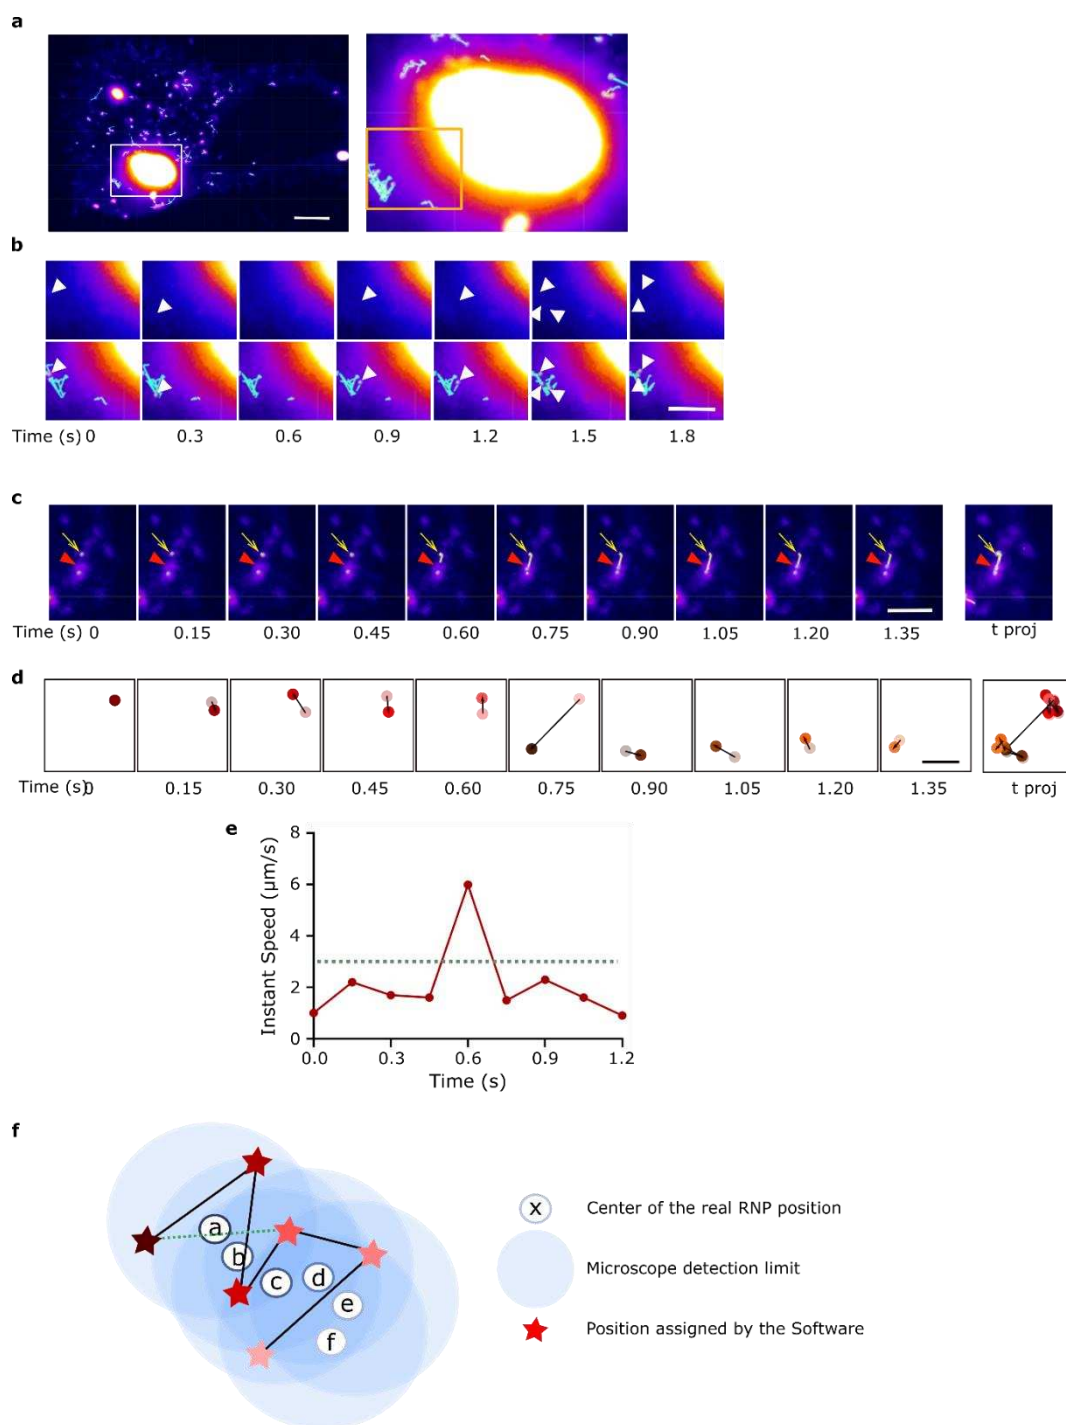 a
b
Time (s) 0 0.3 0.6 0.9 1.2 1.5 1.8
c
Time (s) 0 0.15 0.30 0.45 0.60 0.75 0.90 1.05 1.20 1.35 t proj
d
Time (s) 0 0.15 0.30 0.45 0.60 0.75 0.90 1.05 1.20 1.35 t proj
e
Instant Speed (µm/s)
8
6
4
2
0
0.0 0.3 0.6 0.9 1.2
Time (s)
f
a
b
c
d
e
f
x Center of the real RNP position
Microscope detection limit
Position assigned by the Software